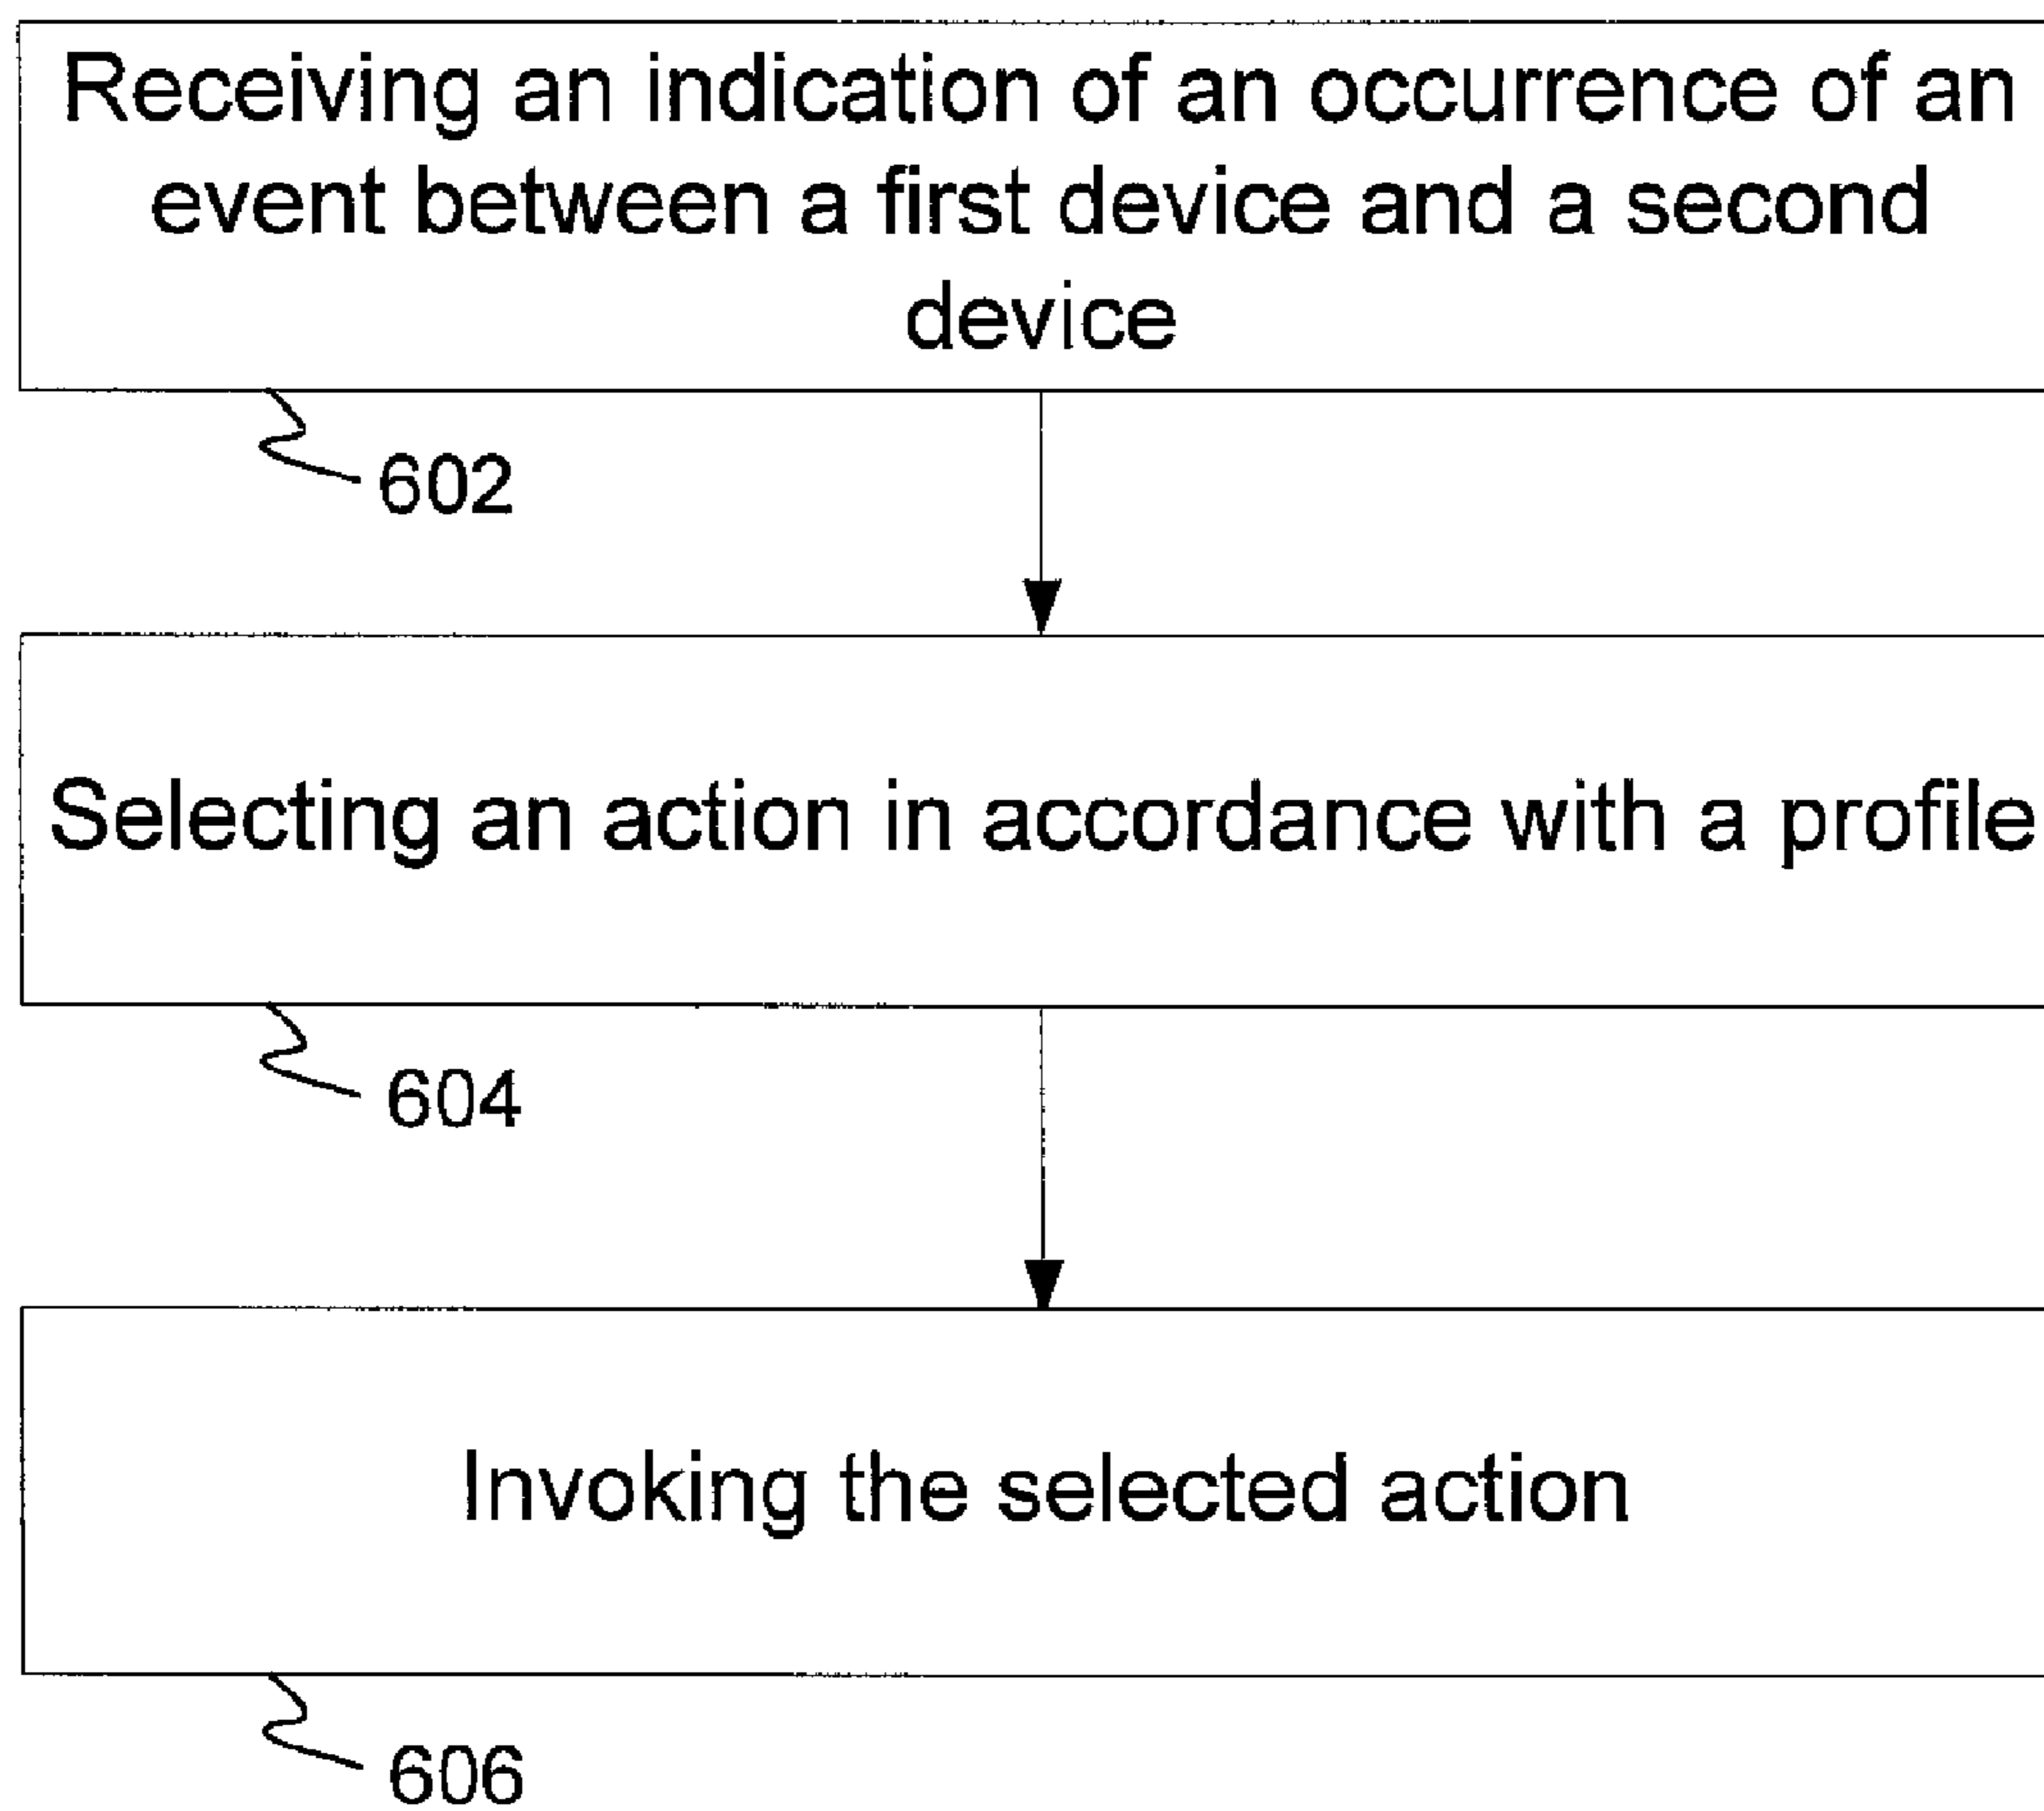 Receiving an indication of an occurrence of an
event between a first device and a second
device
602
Selecting an action in accordance with a profile
604
Invoking the selected action
606